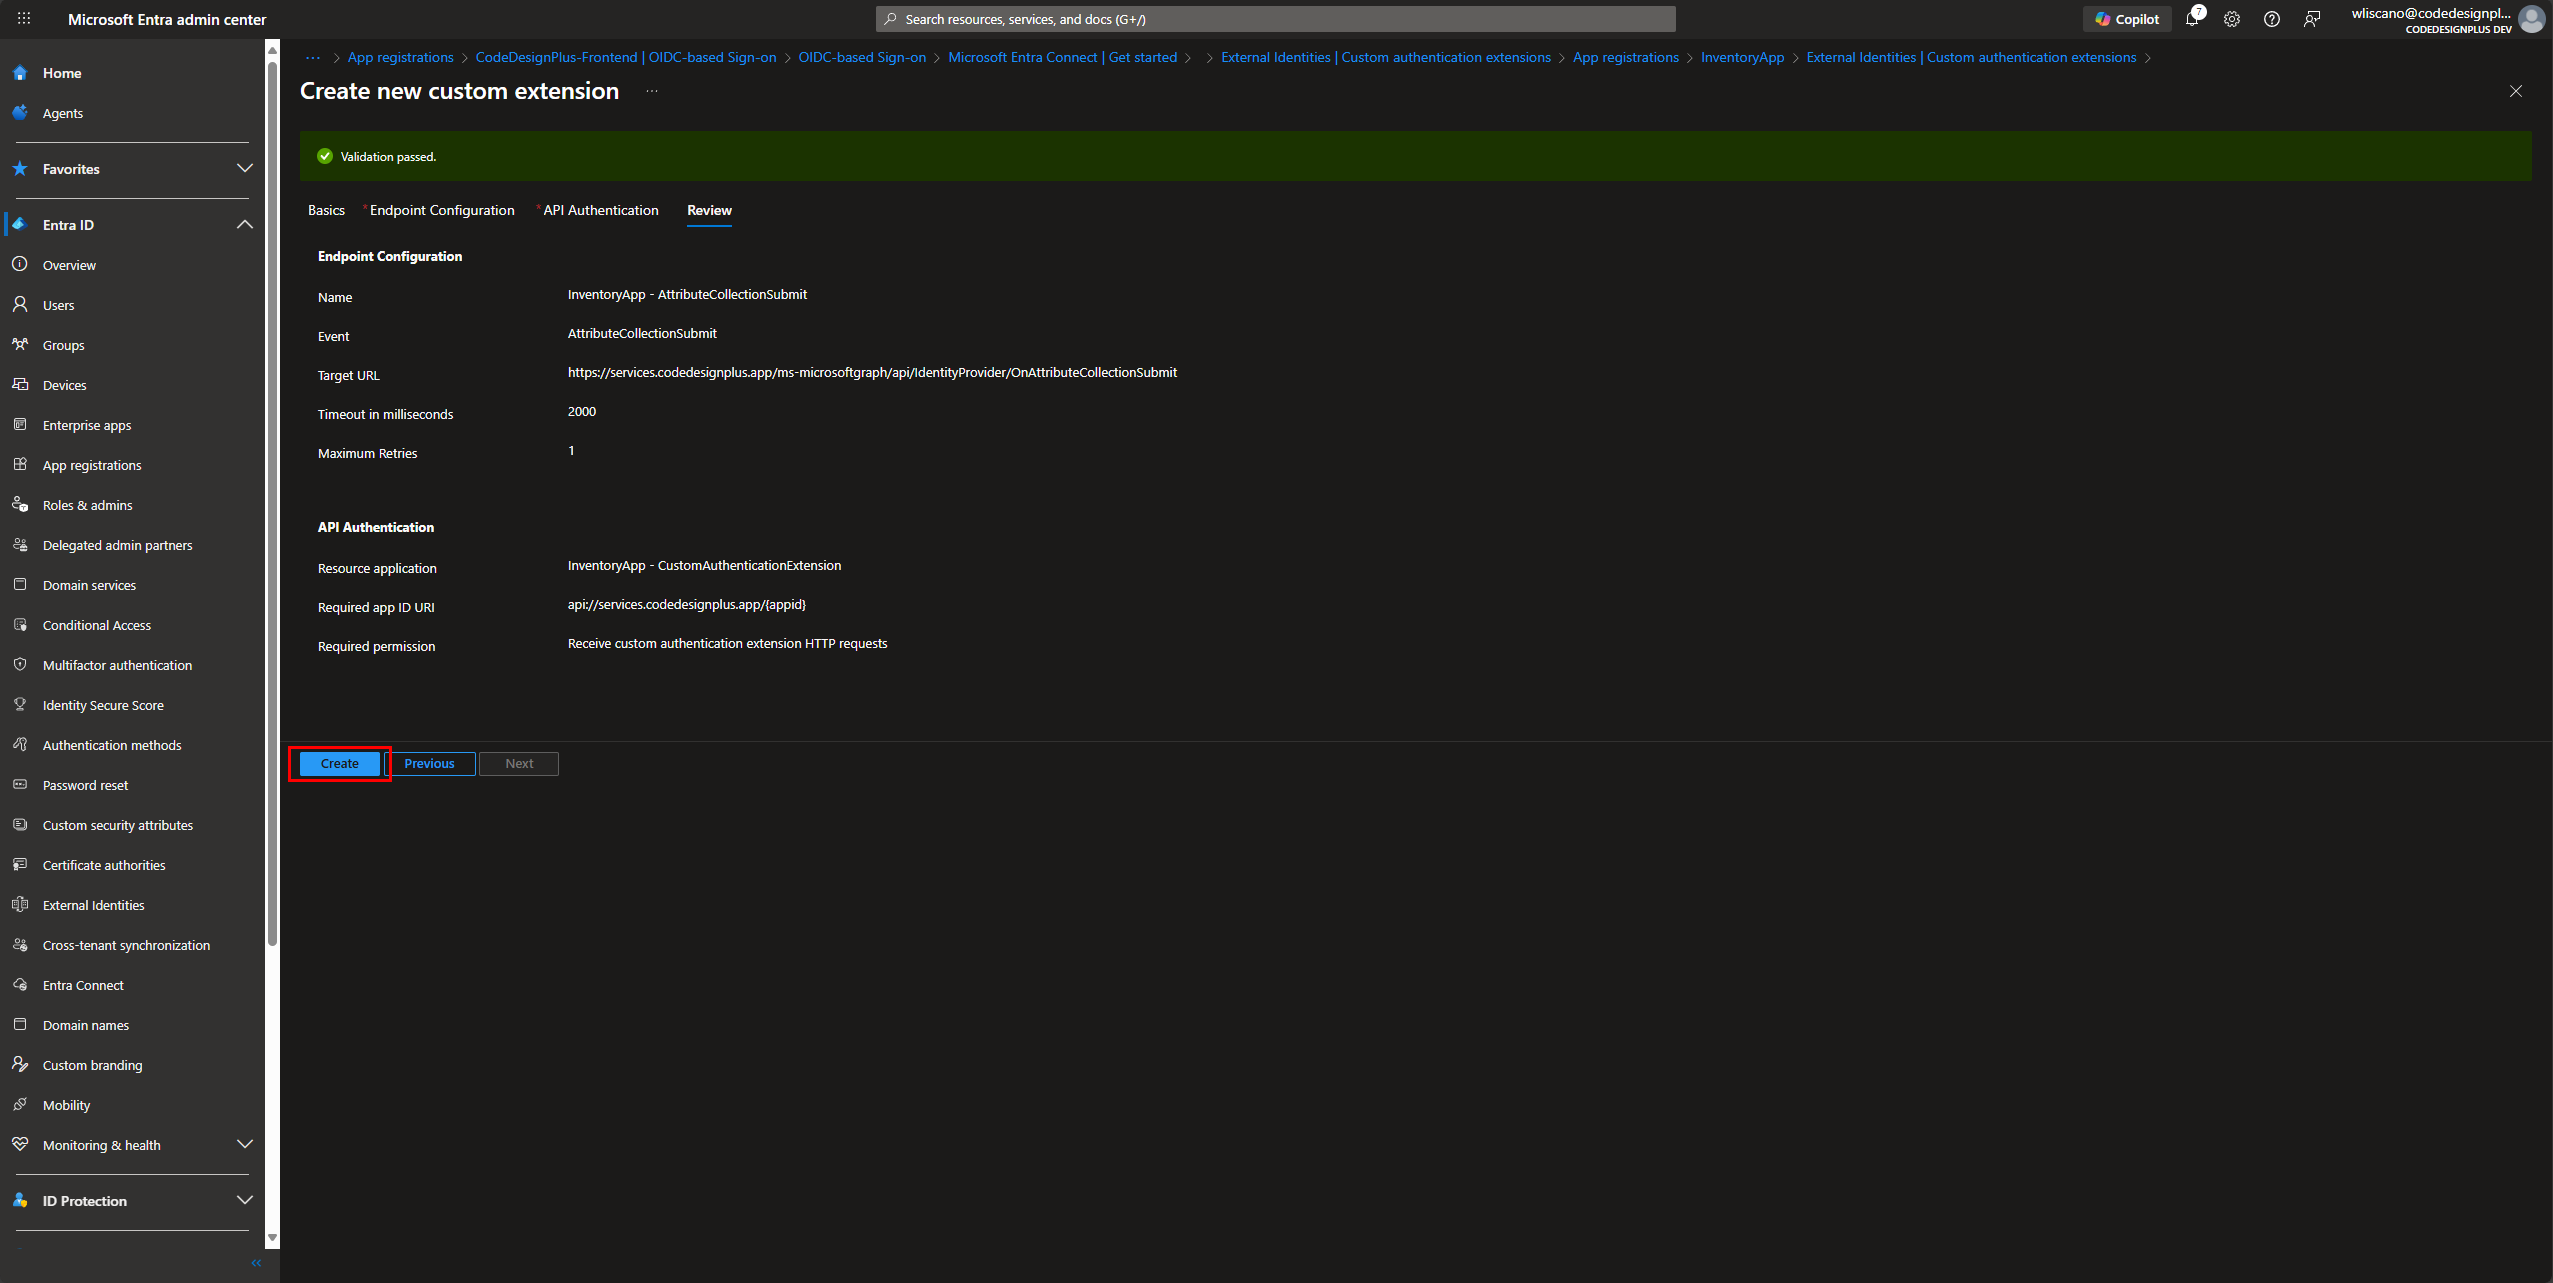 Microsoft Entra admin center
Search resources, services, and docs (G+/)
Copilot
7
wliscano@codedesignpl...
CODEDESIGNPLUS DEV
Home
Agents
Favorites
Entra ID
Overview
Users
Groups
Devices
Enterprise apps
App registrations
Roles & admins
Delegated admin partners
Domain services
Conditional Access
Multifactor authentication
Identity Secure Score
Authentication methods
Password reset
Custom security attributes
Certificate authorities
External Identities
Cross-tenant synchronization
Entra Connect
Domain names
Custom branding
Mobility
Monitoring & health
ID Protection
... > App registrations > CodeDesignPlus-Frontend | OIDC-based Sign-on > OIDC-based Sign-on > Microsoft Entra Connect | Get started > > External Identities | Custom authentication extensions > App registrations > InventoryApp > External Identities | Custom authentication extensions >
Create new custom extension ...
Validation passed.
Basics * Endpoint Configuration * API Authentication Review
Endpoint Configuration
Name InventoryApp - AttributeCollectionSubmit
Event AttributeCollectionSubmit
Target URL https://services.codedesignplus.app/ms-microsoftgraph/api/IdentityProvider/OnAttributeCollectionSubmit
Timeout in milliseconds 2000
Maximum Retries 1
API Authentication
Resource application InventoryApp - CustomAuthenticationExtension
Required app ID URI api://services.codedesignplus.app/{appid}
Required permission Receive custom authentication extension HTTP requests
Create Previous Next